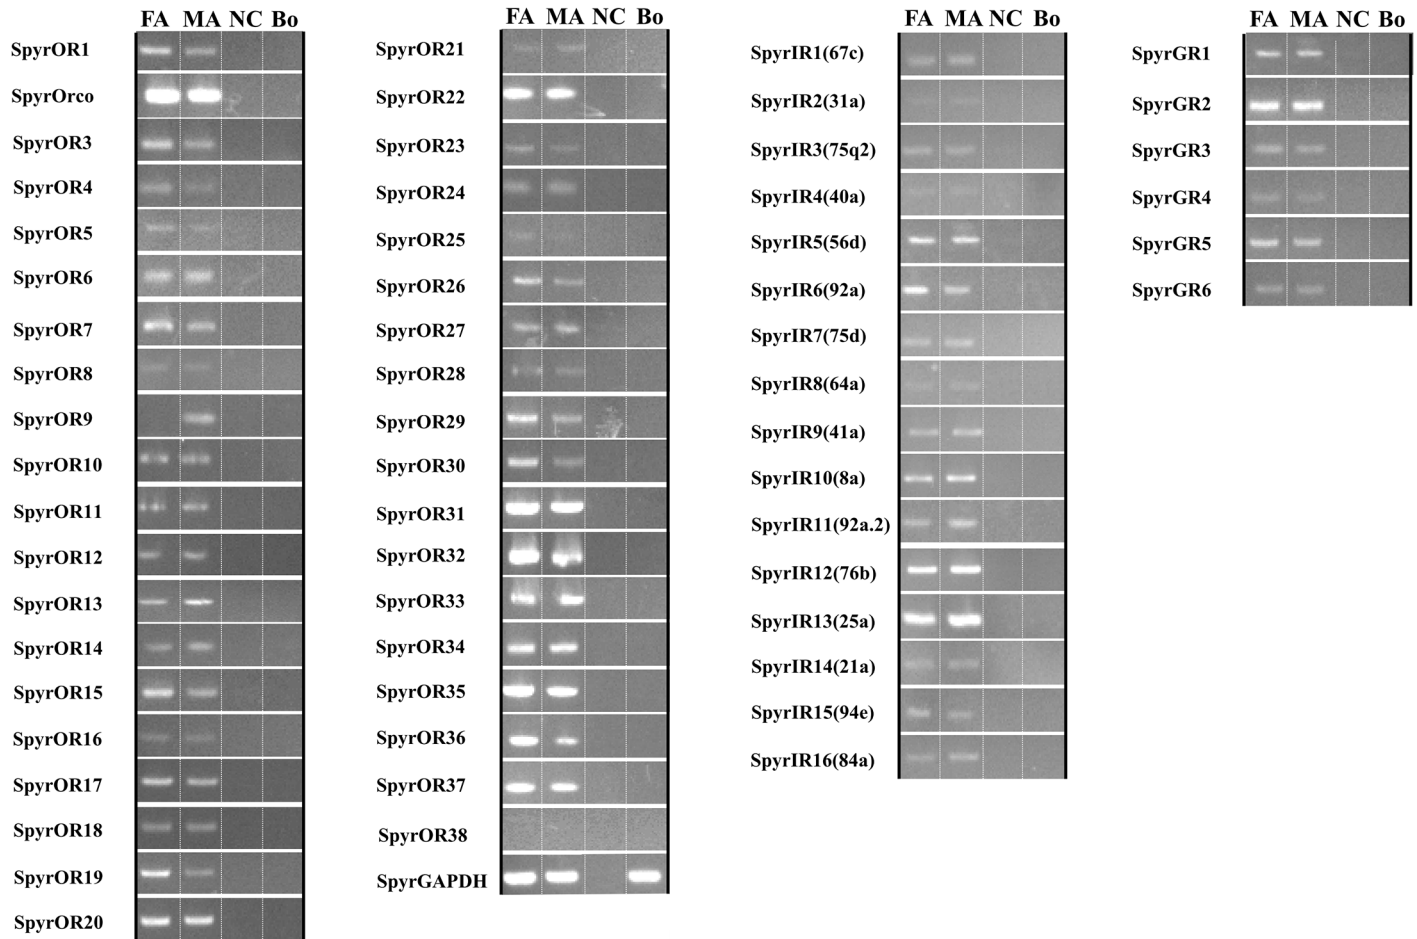 FA MA NC Bo
SpyrOR1
SpyrOrco
SpyrOR3
SpyrOR4
SpyrOR5
SpyrOR6
SpyrOR7
SpyrOR8
SpyrOR9
SpyrOR10
SpyrOR11
SpyrOR12
SpyrOR13
SpyrOR14
SpyrOR15
SpyrOR16
SpyrOR17
SpyrOR18
SpyrOR19
SpyrOR20
FA MA NC Bo
SpyrOR21
SpyrOR22
SpyrOR23
SpyrOR24
SpyrOR25
SpyrOR26
SpyrOR27
SpyrOR28
SpyrOR29
SpyrOR30
SpyrOR31
SpyrOR32
SpyrOR33
SpyrOR34
SpyrOR35
SpyrOR36
SpyrOR37
SpyrOR38
SpyrGAPDH
FA MA NC Bo
SpyrIR1(67c)
SpyrIR2(31a)
SpyrIR3(75q2)
SpyrIR4(40a)
SpyrIR5(56d)
SpyrIR6(92a)
SpyrIR7(75d)
SpyrIR8(64a)
SpyrIR9(41a)
SpyrIR10(8a)
SpyrIR11(92a.2)
SpyrIR12(76b)
SpyrIR13(25a)
SpyrIR14(21a)
SpyrIR15(94e)
SpyrIR16(84a)
FA MA NC Bo
SpyrGR1
SpyrGR2
SpyrGR3
SpyrGR4
SpyrGR5
SpyrGR6